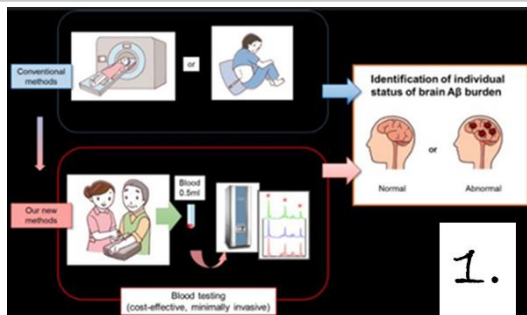 Conventional
methods
or
Identification of individual
status of brain Aβ burden
or
Normal
Abnormal
Our new
methods
Blood
0.5ml
Blood testing
(cost-effective, minimally invasive)
1.